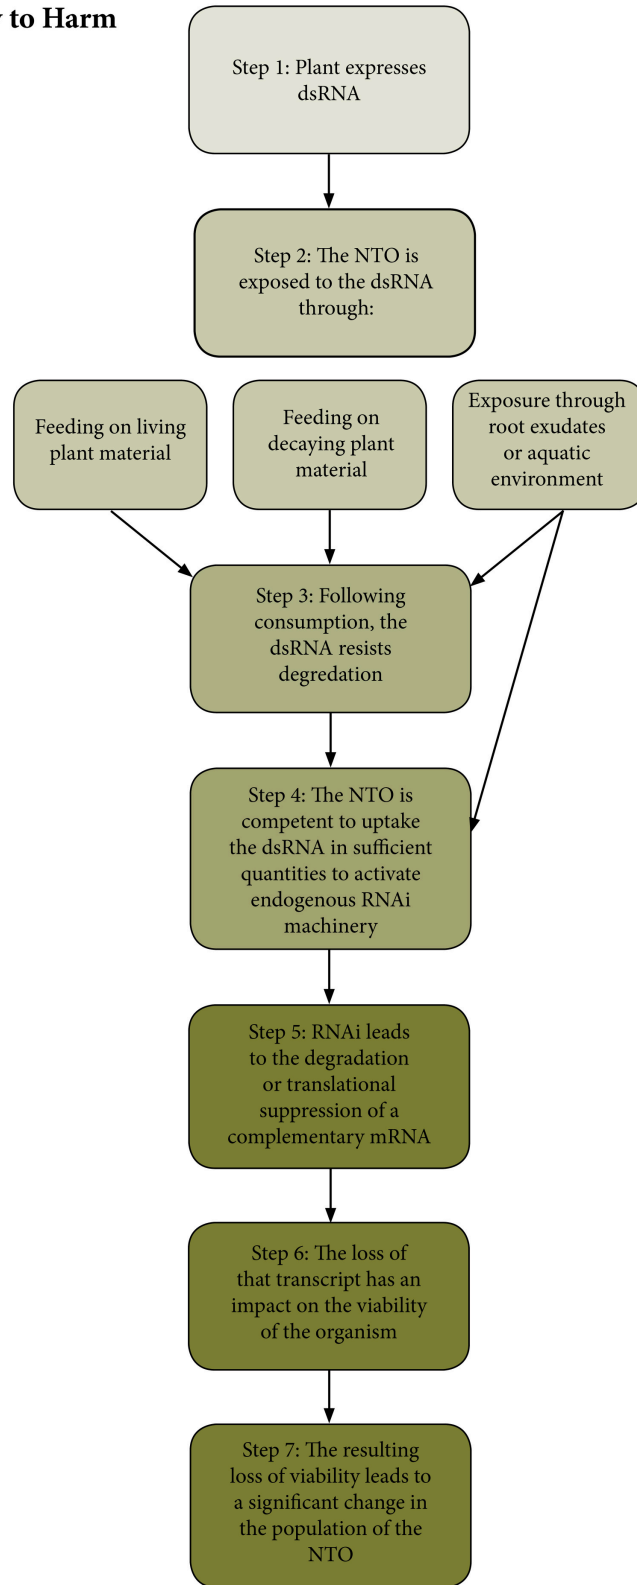 to Harm
Step 1: Plant expresses
dsRNA
Step 2: The NTO is
exposed to the dsRNA
through:
Feeding on living
plant material
Feeding on
decaying plant
material
Exposure through
root exudates
or aquatic
environment
Step 3: Following
consumption, the
dsRNA resists
degredation
Step 4: The NTO is
competent to uptake
the dsRNA in sufficient
quantities to activate
endogenous RNAi
machinery
Step 5: RNAi leads
to the degradation
or translational
suppression of a
complementary mRNA
Step 6: The loss of
that transcript has an
impact on the viability
of the organism
Step 7: The resulting
loss of viability leads to
a significant change in
the population of the
NTO